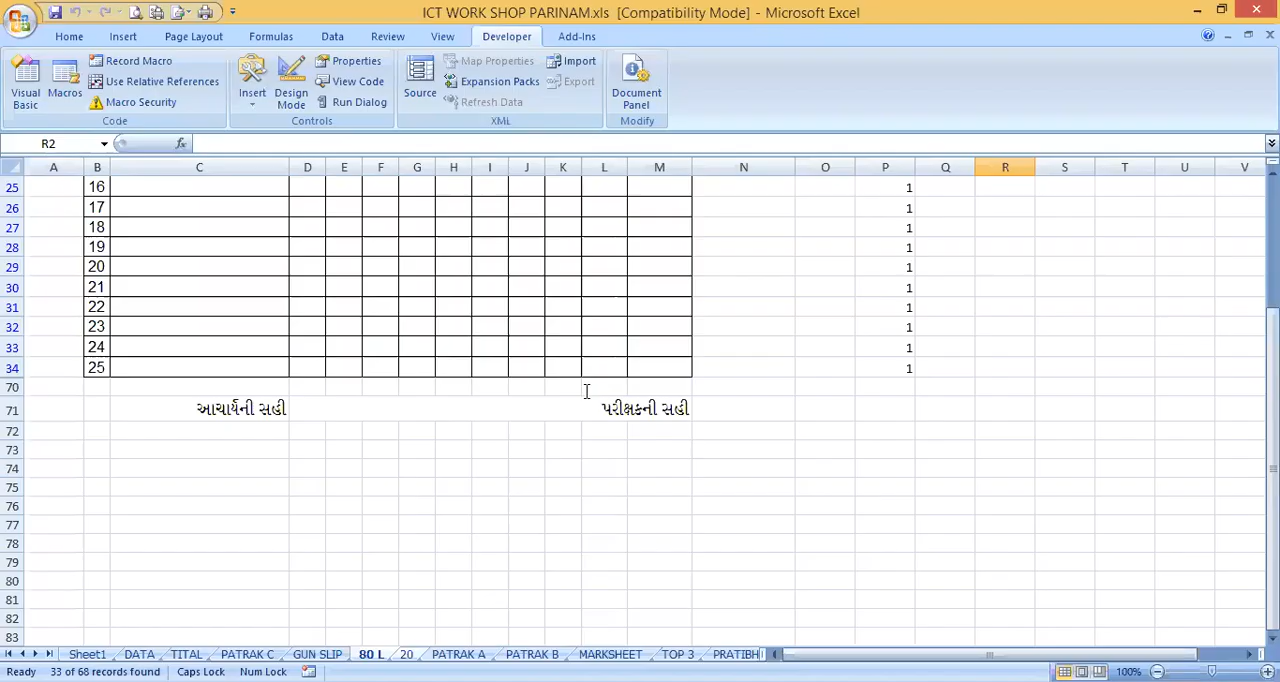 ICT WORK SHOP PARINAM.xls [Compatibility Mode] - Microsoft Excel
Home Insert Page Layout Formulas Data Review View Developer Add-Ins
Visual Basic
Macros
Record Macro
Use Relative References
Macro Security
Code
Insert
Design Mode
Properties
View Code
Run Dialog
Controls
Source
Map Properties
Expansion Packs
Refresh Data
Import
Export
XML
Document Panel
Modify
R2 fx
A B C D E F G H I J K L M N O P Q R S T U V
25 16 1
26 17 1
27 18 1
28 19 1
29 20 1
30 21 1
31 22 1
32 23 1
33 24 1
34 25 1
70
71 આચાર્યની સહી પરીક્ષકની સહી
72
73
74
75
76
77
78
79
80
81
82
83
Sheet1 DATA TITAL PATRAK C GUN SLIP 80 L 20 PATRAK A PATRAK B MARKSHEET TOP 3 PRATIBH
Ready 33 of 68 records found Caps Lock Num Lock 100%